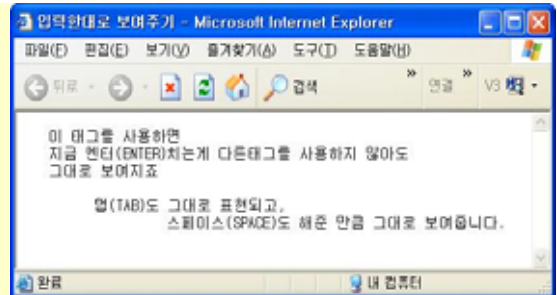 입력한대로 보여주기 - Microsoft Internet Explorer
파일(F) 편집(E) 보기(V) 즐겨찾기(A) 도구(T) 도움말(H)
뒤로 검색 » 연결 » V3
이 태그를 사용하면
지금 엔터(ENTER)치는게 다른태그를 사용하지 않아도
그대로 보여지죠
탭(TAB)도 그대로 표현되고,
스페이스(SPACE)도 해준 만큼 그대로 보여줍니다.
완료 내 컴퓨터